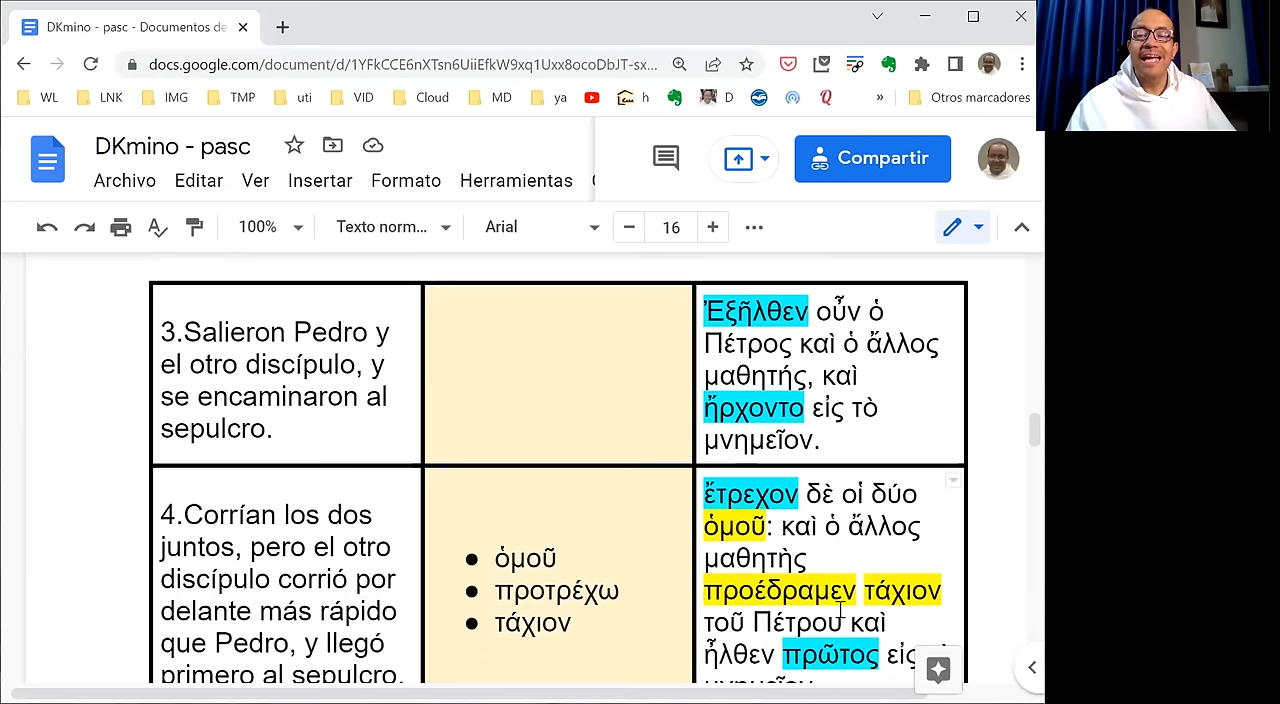 DKmino - pasc - Documentos de
docs.google.com/document/d/1YFkCCE6nXTBpUUiiEfkW9xq1Uxx8ocoDbJT-sx...
WL LNK IMG TMP uti VID Cloud MD ya h D » Otros marcadores
DKmino - pasc
Compartir
Archivo Editar Ver Insertar Formato Herramientas
100% Texto norm... Arial 16
3.Salieron Pedro y
el otro discípulo, y
se encaminaron al
sepulcro.
Ἐξῆλθεν οὖν ὁ
Πέτρος καὶ ὁ ἄλλος
μαθητής, καὶ
ἤρχοντο εἰς τὸ
μνημεῖον.
4.Corrían los dos
juntos, pero el otro
discípulo corrió por
delante más rápido
que Pedro, y llegó
primero al sepulcro.
● ὁμοῦ
● προτρέχω
● τάχιον
ἔτρεχον δὲ οἱ δύο
ὁμοῦ: καὶ ὁ ἄλλος
μαθητὴς
προέδραμεν τάχιον
τοῦ Πέτρου καὶ
ἦλθεν πρῶτος εἰς